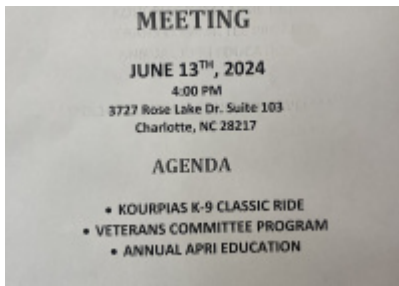 MEETING
JUNE 13TH, 2024
4:00 PM
3727 Rose Lake Dr. Suite 103
Charlotte, NC 28217
AGENDA
• KOURPIAS K-9 CLASSIC RIDE
• VETERANS COMMITTEE PROGRAM
• ANNUAL APRI EDUCATION